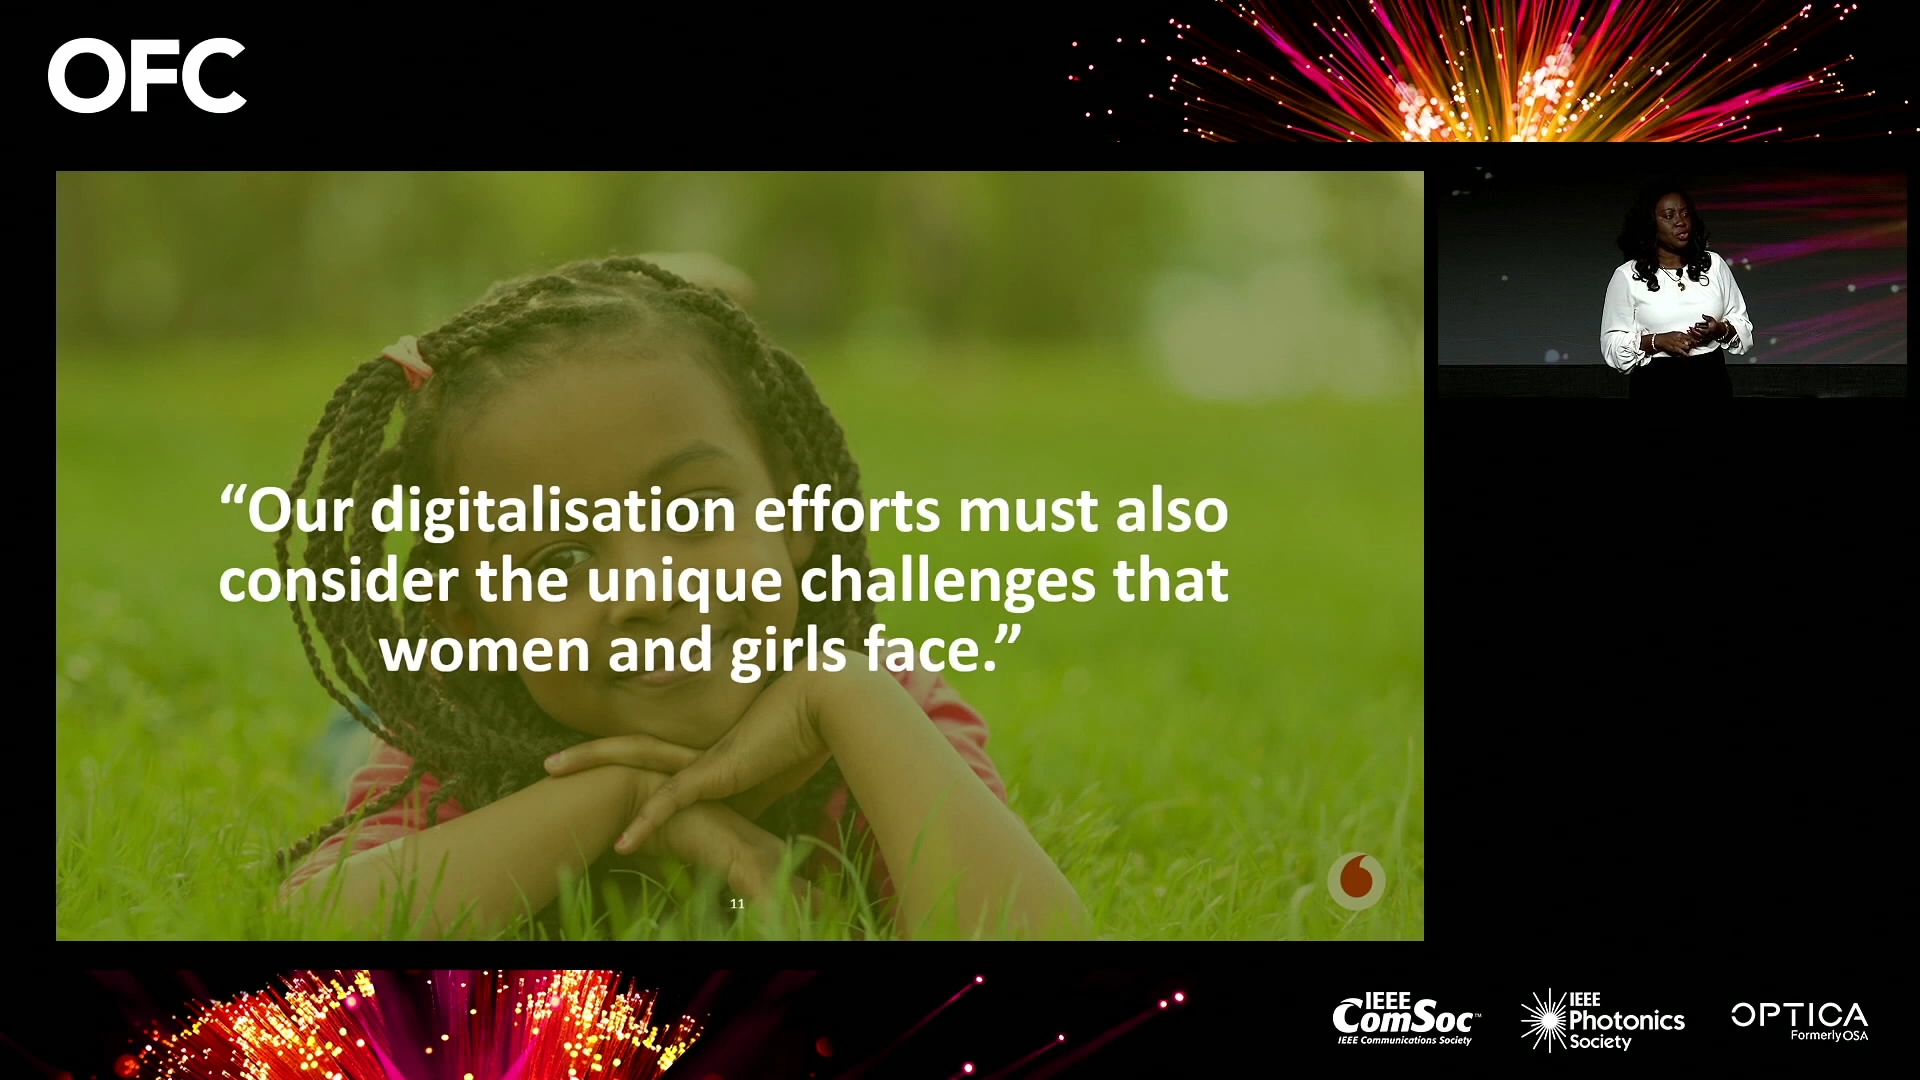 OFC
“Our digitalisation efforts must also
consider the unique challenges that
women and girls face.”
11
IEEE
ComSoc™
IEEE Communications Society
IEEE
Photonics
Society
OPTICA
Formerly OSA